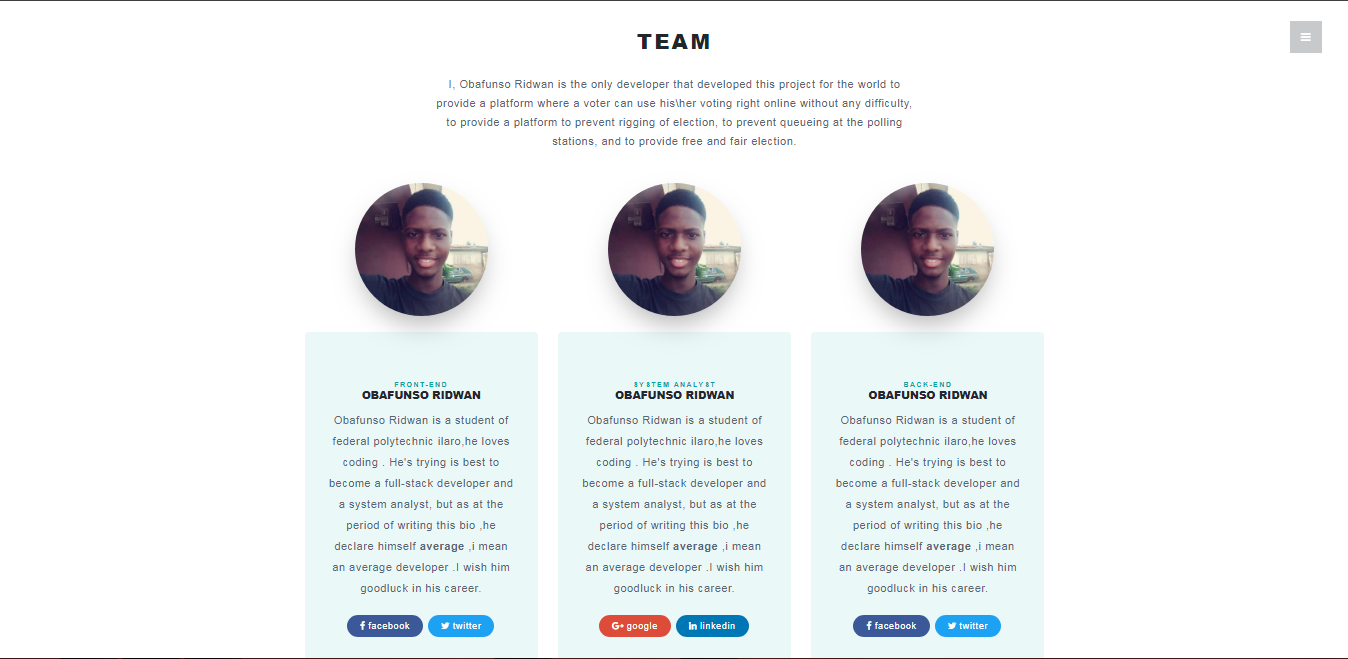 TEAM
I, Obafunso Ridwan is the only developer that developed this project for the world to
provide a platform where a voter can use his\her voting right online without any difficulty,
to provide a platform to prevent rigging of election, to prevent queueing at the polling
stations, and to provide free and fair election.
FRONT-END
OBAFUNSO RIDWAN
Obafunso Ridwan is a student of
federal polytechnic ilaro,he loves
coding . He's trying is best to
become a full-stack developer and
a system analyst, but as at the
period of writing this bio ,he
declare himself average ,i mean
an average developer .I wish him
goodluck in his career.
facebook twitter
SYSTEM ANALYST
OBAFUNSO RIDWAN
Obafunso Ridwan is a student of
federal polytechnic ilaro,he loves
coding . He's trying is best to
become a full-stack developer and
a system analyst, but as at the
period of writing this bio ,he
declare himself average ,i mean
an average developer .I wish him
goodluck in his career.
G+ google in linkedin
BACK-END
OBAFUNSO RIDWAN
Obafunso Ridwan is a student of
federal polytechnic ilaro,he loves
coding . He's trying is best to
become a full-stack developer and
a system analyst, but as at the
period of writing this bio ,he
declare himself average ,i mean
an average developer .I wish him
goodluck in his career.
facebook twitter